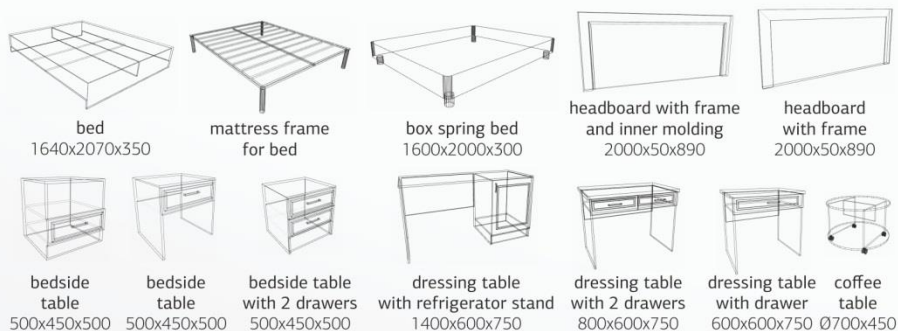 bed
1640x2070x350
mattress frame
for bed
box spring bed
1600x2000x300
headboard with frame
and inner molding
2000x50x890
headboard
with frame
2000x50x890
bedside
table
500x450x500
bedside
table
500x450x500
bedside table
with 2 drawers
500x450x500
dressing table
with refrigerator stand
1400x600x750
dressing table
with 2 drawers
800x600x750
dressing table
with drawer
600x600x750
coffee
table
Ø700x450